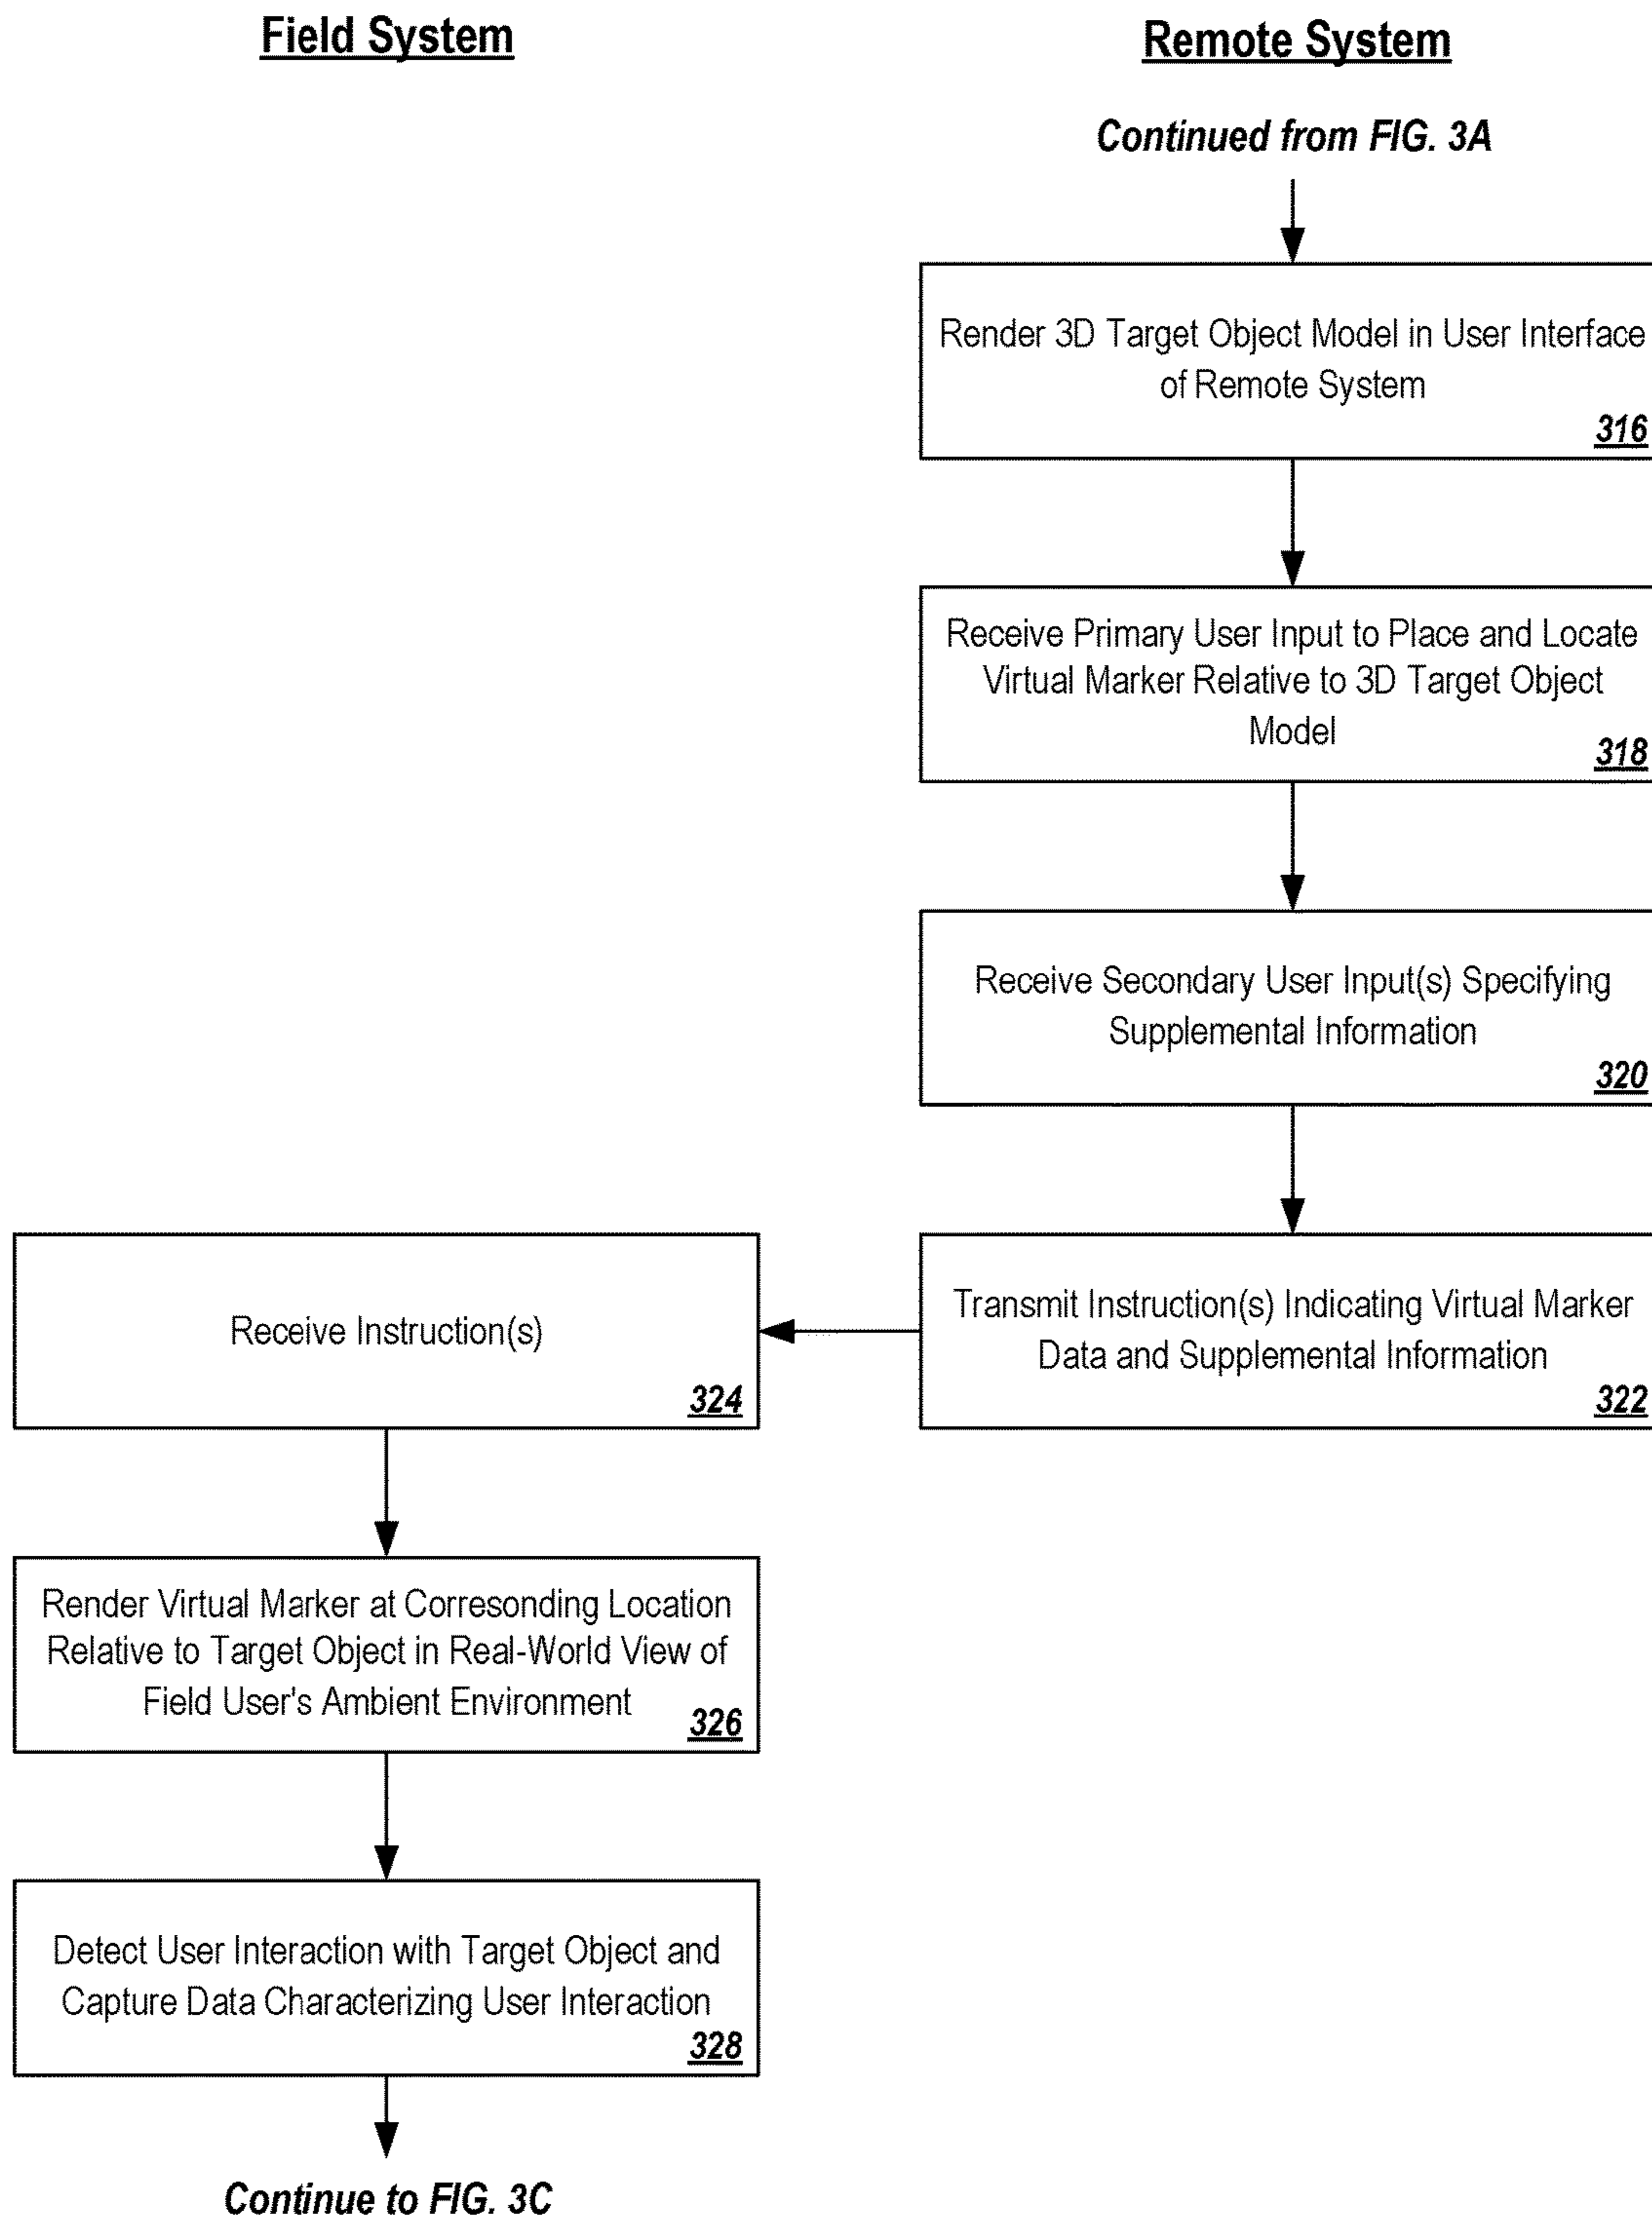 Field System
Remote System
Continued from FIG. 3A
Render 3D Target Object Model in User Interface
of Remote System
316
Receive Primary User Input to Place and Locate
Virtual Marker Relative to 3D Target Object
Model
318
Receive Secondary User Input(s) Specifying
Supplemental Information
320
Transmit Instruction(s) Indicating Virtual Marker
Data and Supplemental Information
322
Receive Instruction(s)
324
Render Virtual Marker at Corresonding Location
Relative to Target Object in Real-World View of
Field User's Ambient Environment
326
Detect User Interaction with Target Object and
Capture Data Characterizing User Interaction
328
Continue to FIG. 3C